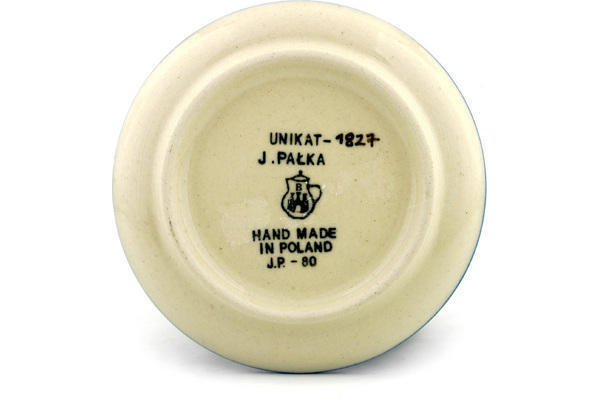 UNIKAT - 1827
J. PAŁKA
B
HAND MADE
IN POLAND
J.P. - 80